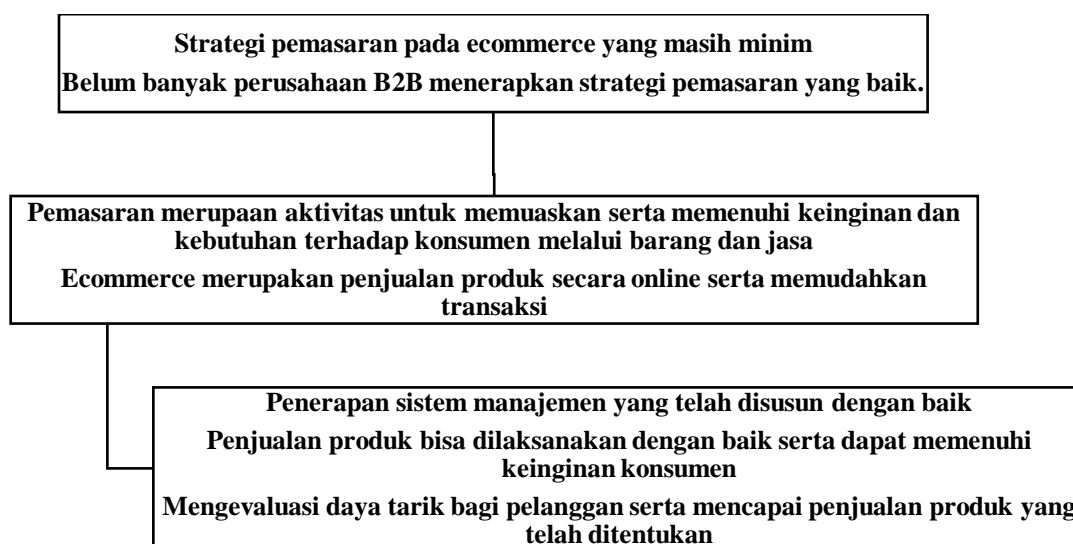 Strategi pemasaran pada ecommerce yang masih minim
Belum banyak perusahaan B2B menerapkan strategi pemasaran yang baik.
Pemasaran merupaan aktivitas untuk memuaskan serta memenuhi keinginan dan
kebutuhan terhadap konsumen melalui barang dan jasa
Ecommerce merupakan penjualan produk secara online serta memudahkan
transaksi
Penerapan sistem manajemen yang telah disusun dengan baik
Penjualan produk bisa dilaksanakan dengan baik serta dapat memenuhi
keinginan konsumen
Mengevaluasi daya tarik bagi pelanggan serta mencapai penjualan produk yang
telah ditentukan